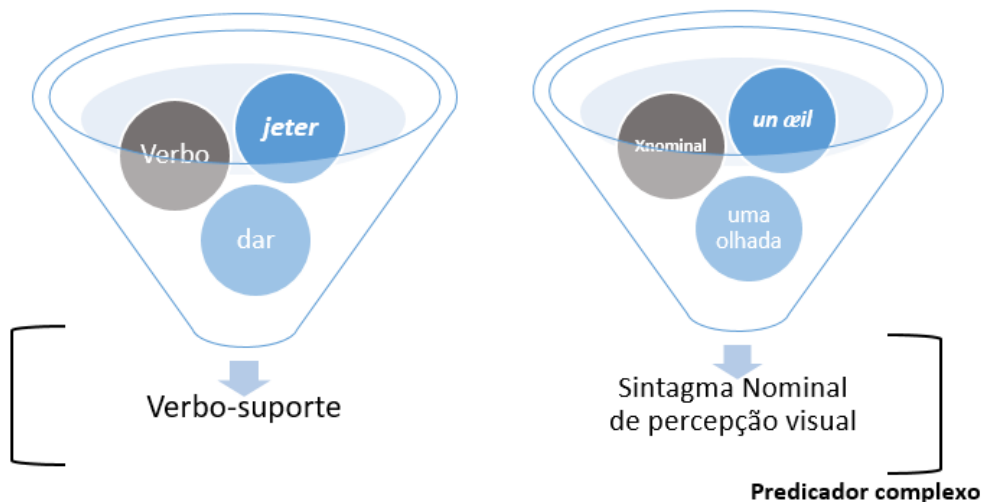 Verbo
jeter
dar
Verbo-suporte
Xnominal
un œil
uma
olhada
Sintagma Nominal
de percepção visual
Predicador complexo